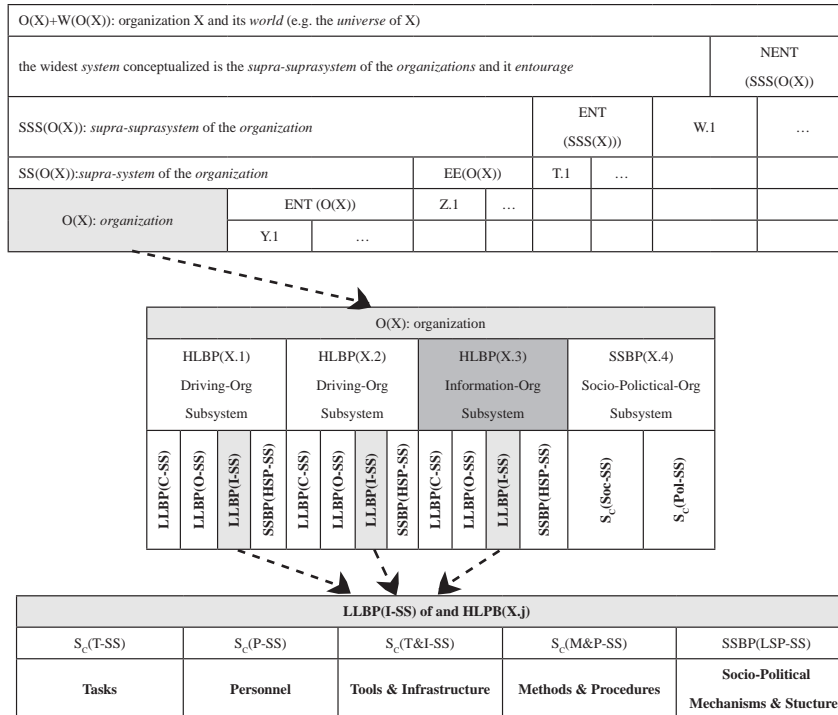 O(X)+W(O(X)): organization X and its world (e.g. the universe of X)
the widest system conceptualized is the supra-suprasystem of the organizations and it entourage
NENT
(SSS(O(X))
SSS(O(X)): supra-suprasystem of the organization
ENT
(SSS(X)))
W.1
…
SS(O(X)):supra-system of the organization
EE(O(X))
T.1
…
O(X): organization
ENT (O(X))
Z.1
…
Y.1
…
O(X): organization
HLBP(X.1)
Driving-Org
Subsystem
HLBP(X.2)
Driving-Org
Subsystem
HLBP(X.3)
Information-Org
Subsystem
SSBP(X.4)
Socio-Polictical-Org
Subsystem
LLBP(C-SS)
LLBP(O-SS)
LLBP(I-SS)
SSBP(HSP-SS)
LLBP(C-SS)
LLBP(O-SS)
LLBP(I-SS)
SSBP(HSP-SS)
LLBP(C-SS)
LLBP(O-SS)
LLBP(I-SS)
SSBP(HSP-SS)
SC(Soc-SS)
SC(Pol-SS)
LLBP(I-SS) of and HLPB(X.j)
SC(T-SS)
SC(P-SS)
SC(T&I-SS)
SC(M&P-SS)
SSBP(LSP-SS)
Tasks
Personnel
Tools & Infrastructure
Methods & Procedures
Socio-Political
Mechanisms & Stucture